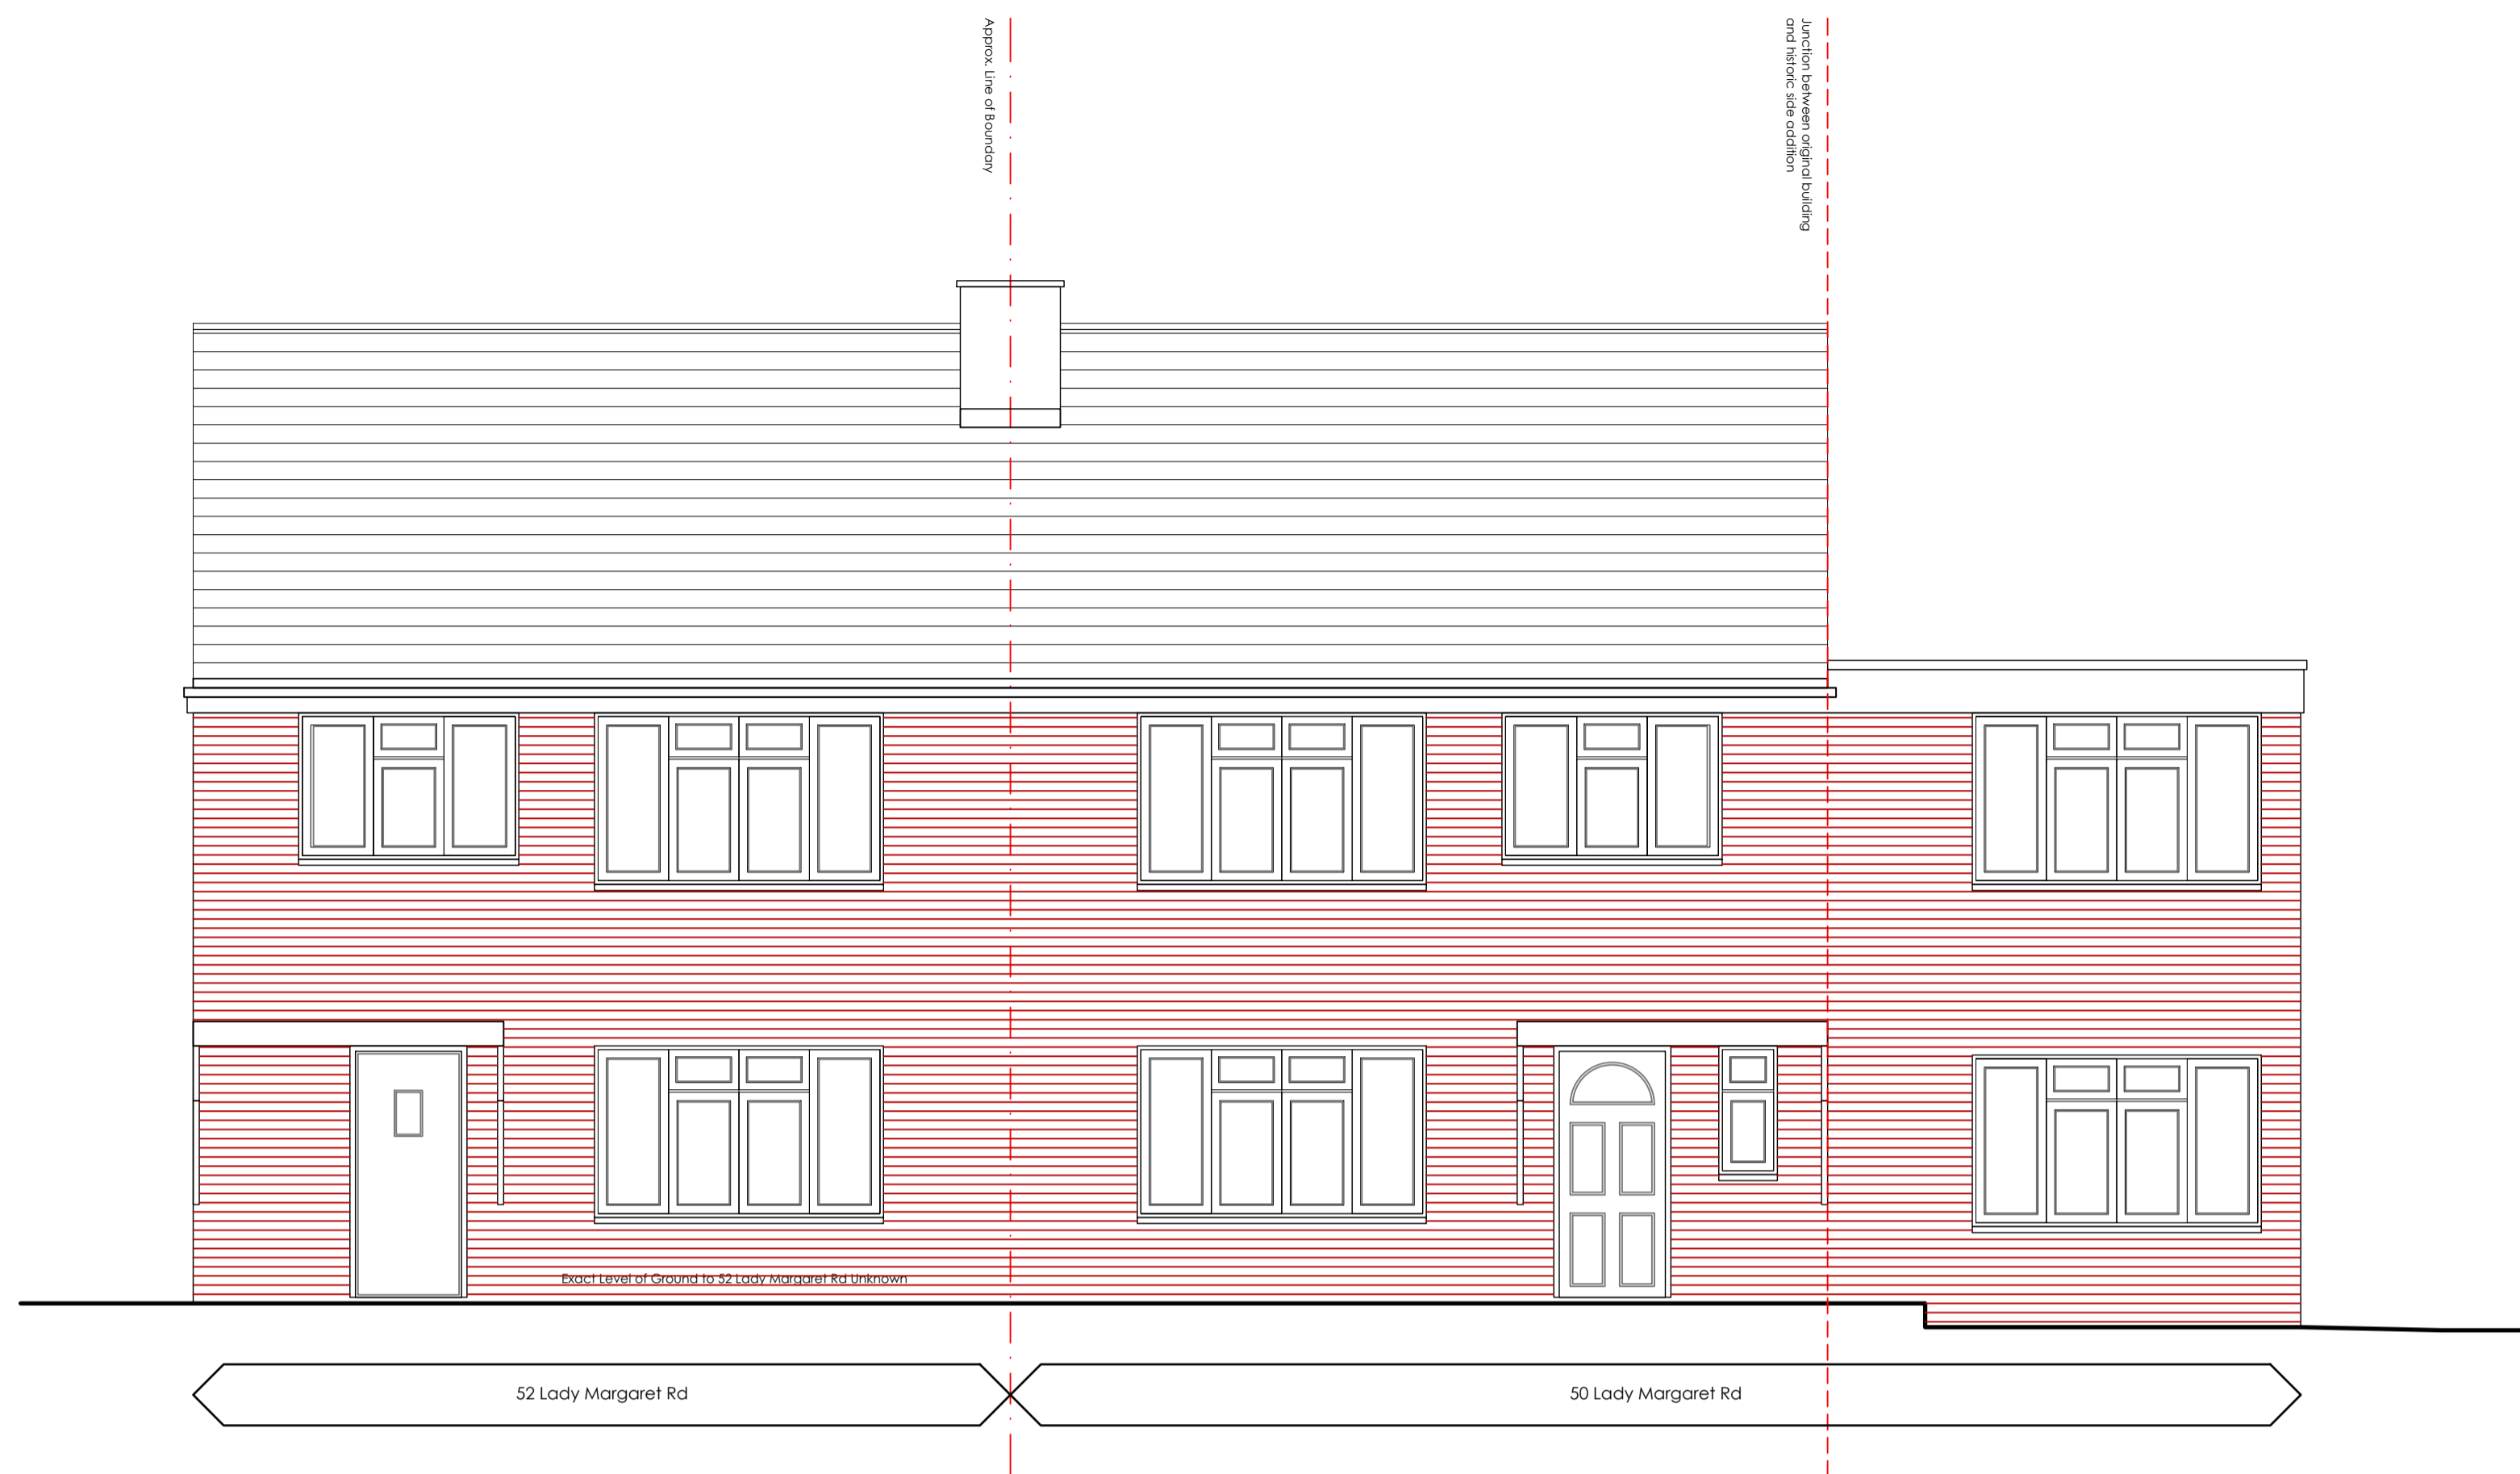 Approx. Line of Boundary
Junction between original building
and historic side addition
Exact Level of Ground to 52 Lady Margaret Rd Unknown
52 Lady Margaret Rd
50 Lady Margaret Rd